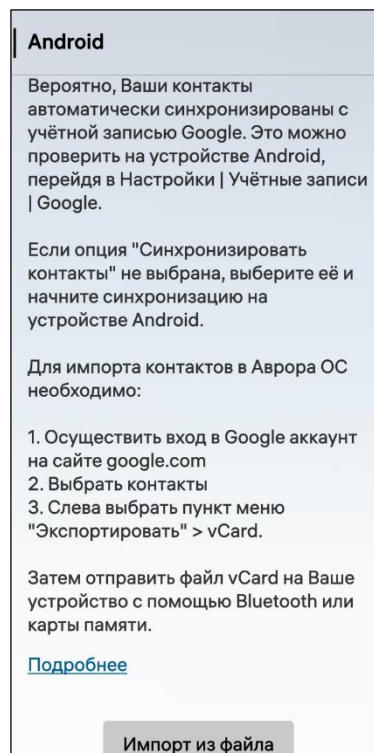 Android
Вероятно, Ваши контакты
автоматически синхронизированы с
учётной записью Google. Это можно
проверить на устройстве Android,
перейдя в Настройки | Учётные записи
| Google.
Если опция "Синхронизировать
контакты" не выбрана, выберите её и
начните синхронизацию на
устройстве Android.
Для импорта контактов в Аврора ОС
необходимо:
1. Осуществить вход в Google аккаунт
на сайте google.com
2. Выбрать контакты
3. Слева выбрать пункт меню
"Экспортировать" > vCard.
Затем отправить файл vCard на Ваше
устройство с помощью Bluetooth или
карты памяти.
Подробнее
Импорт из файла